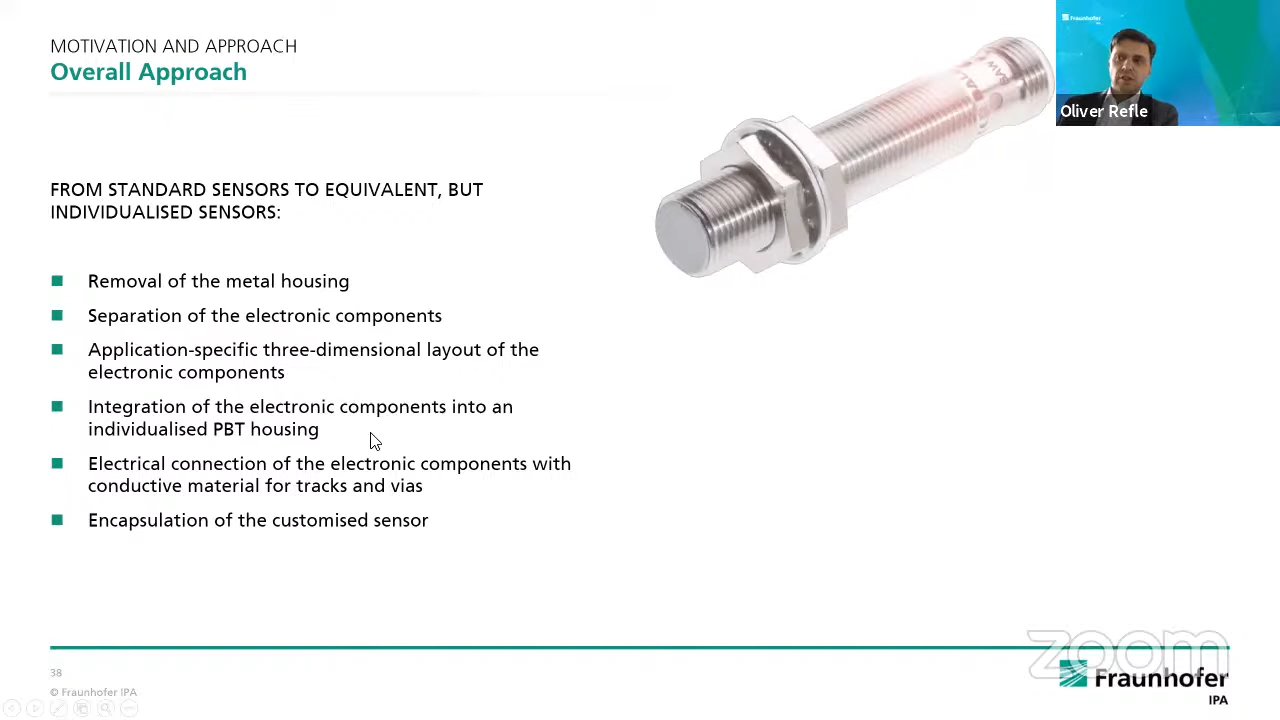 MOTIVATION AND APPROACH
Overall Approach
Fraunhofer
Oliver Refle
FROM STANDARD SENSORS TO EQUIVALENT, BUT
INDIVIDUALISED SENSORS:
Removal of the metal housing
Separation of the electronic components
Application-specific three-dimensional layout of the
electronic components
Integration of the electronic components into an
individualised PBT housing
Electrical connection of the electronic components with
conductive material for tracks and vias
Encapsulation of the customised sensor
38
© Fraunhofer IPA
zoom
Fraunhofer
IPA